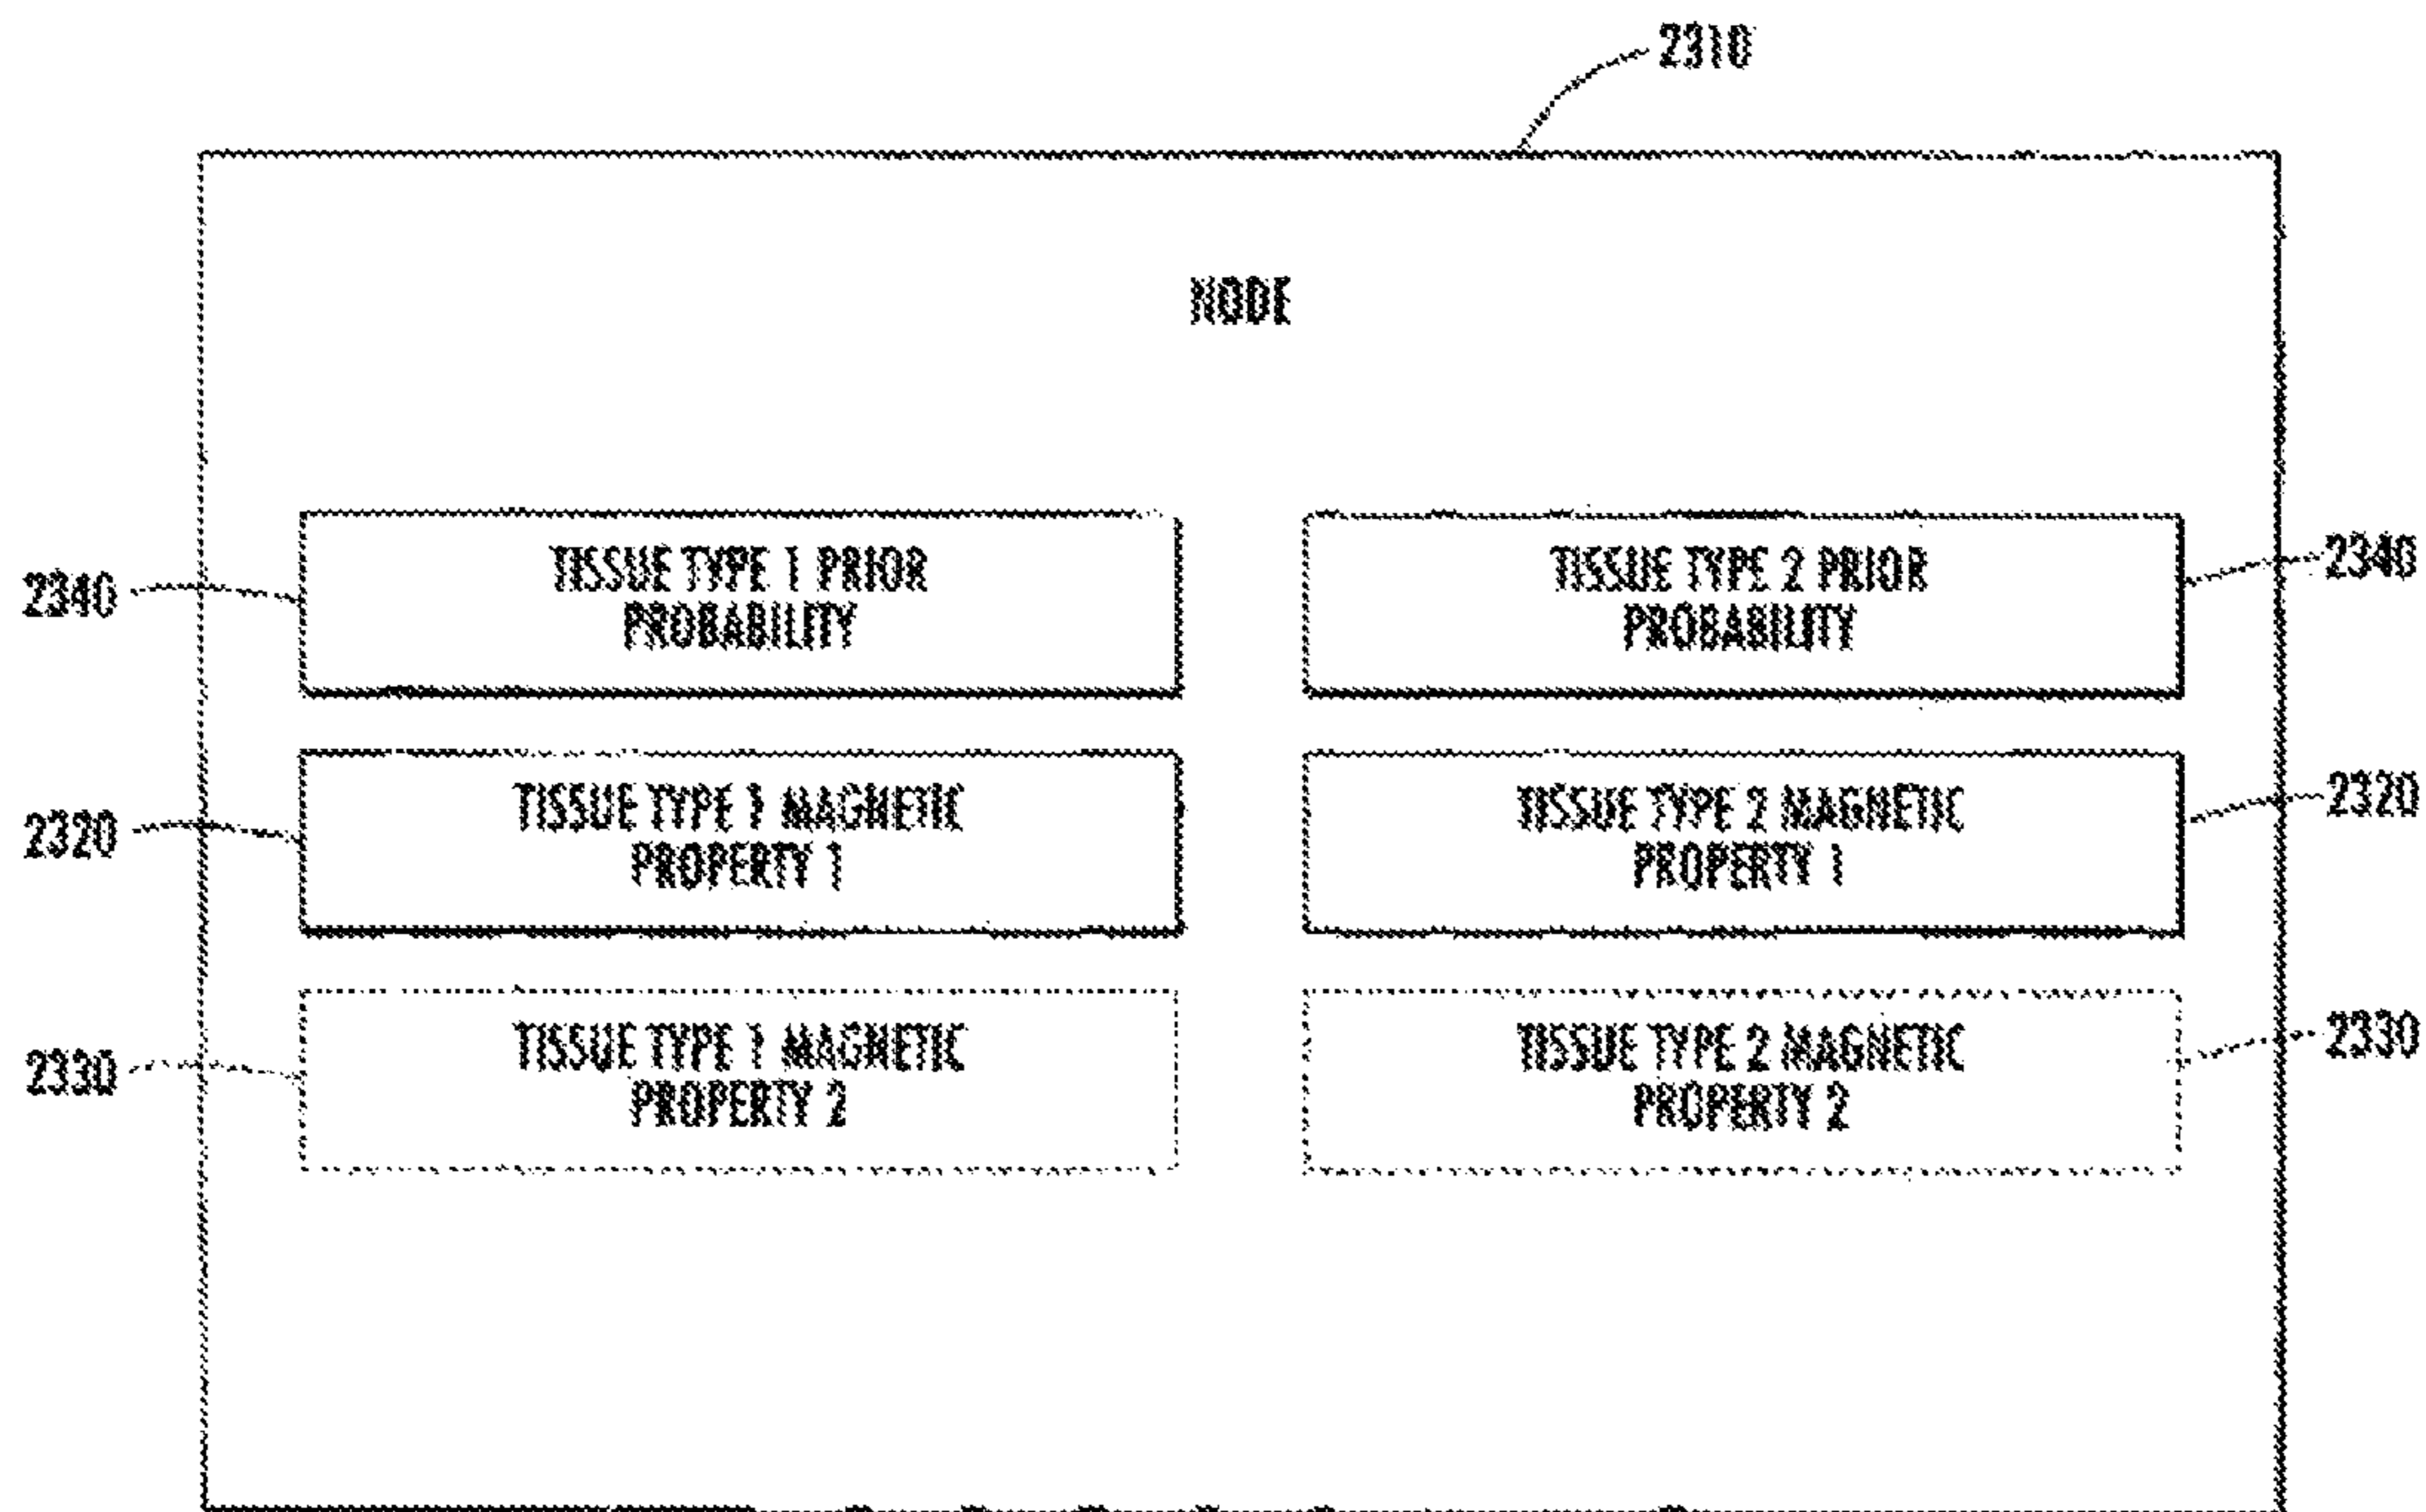 2310
NODE
2340
TISSUE TYPE 1 PRIOR
PROBABILITY
TISSUE TYPE 2 PRIOR
PROBABILITY
2340
2320
TISSUE TYPE 1 MAGNETIC
PROPERTY 1
TISSUE TYPE 2 MAGNETIC
PROPERTY 1
2320
2330
TISSUE TYPE 1 MAGNETIC
PROPERTY 2
TISSUE TYPE 2 MAGNETIC
PROPERTY 2
2330